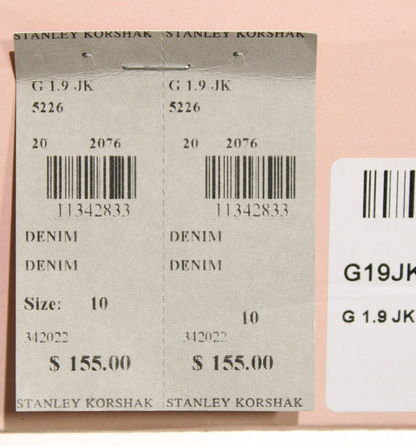 STANLEY KORSHAK STANLEY KORSHAK
G 1.9 JK G 1.9 JK
5226 5226
20 2076 20 2076
11342833 11342833
DENIM DENIM
DENIM DENIM
Size: 10 10
342022 342022
$ 155.00 $ 155.00
STANLEY KORSHAK STANLEY KORSHAK
G19JK
G 1.9 JK